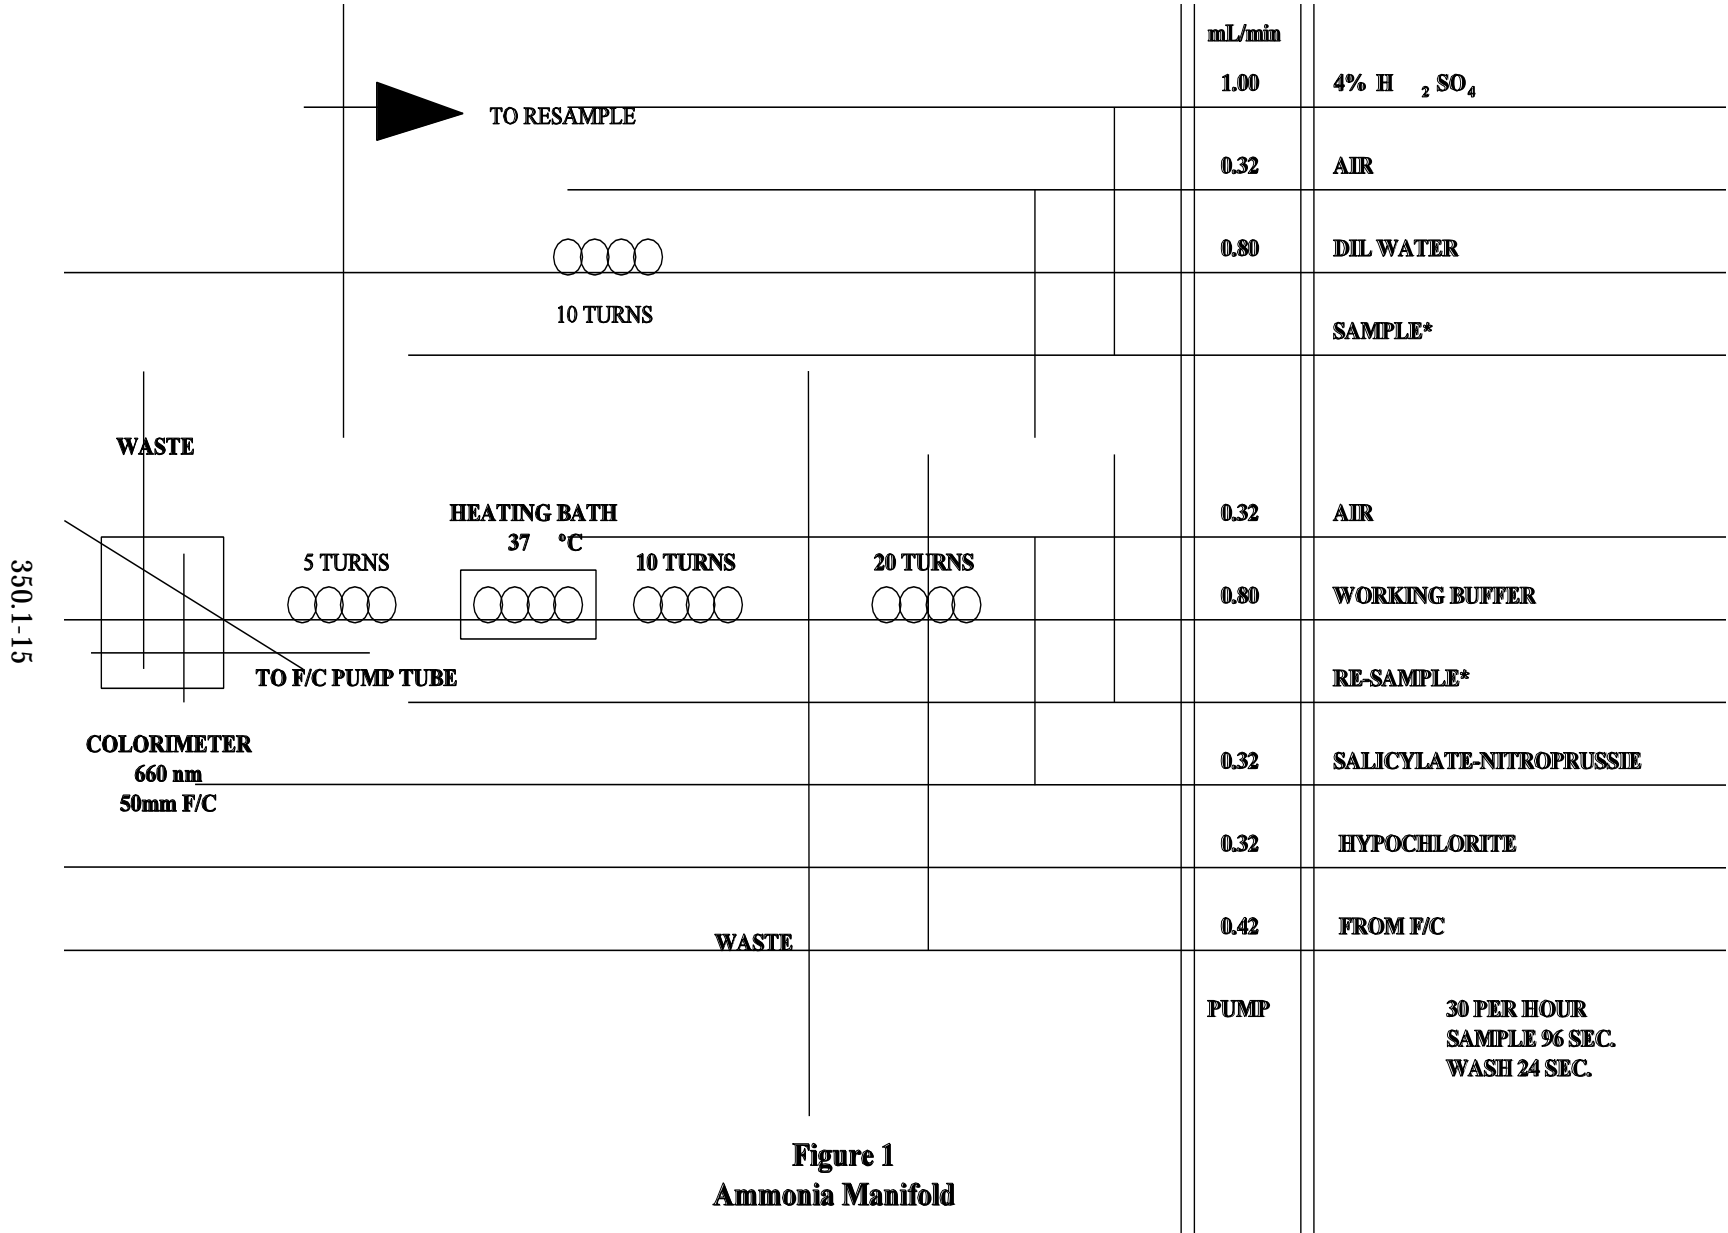 mL/min
1.00 4% H 2 SO4
TO RESAMPLE
0.32 AIR
0.80 DIL WATER
10 TURNS
SAMPLE*
WASTE
HEATING BATH
37 °C
0.32 AIR
5 TURNS
10 TURNS
20 TURNS
0.80 WORKING BUFFER
350.1-15
TO F/C PUMP TUBE
RE-SAMPLE*
COLORIMETER
660 nm
50mm F/C
0.32 SALICYLATE-NITROPRUSSIE
0.32 HYPOCHLORITE
0.42 FROM F/C
WASTE
PUMP
30 PER HOUR
SAMPLE 96 SEC.
WASH 24 SEC.
Figure 1
Ammonia Manifold